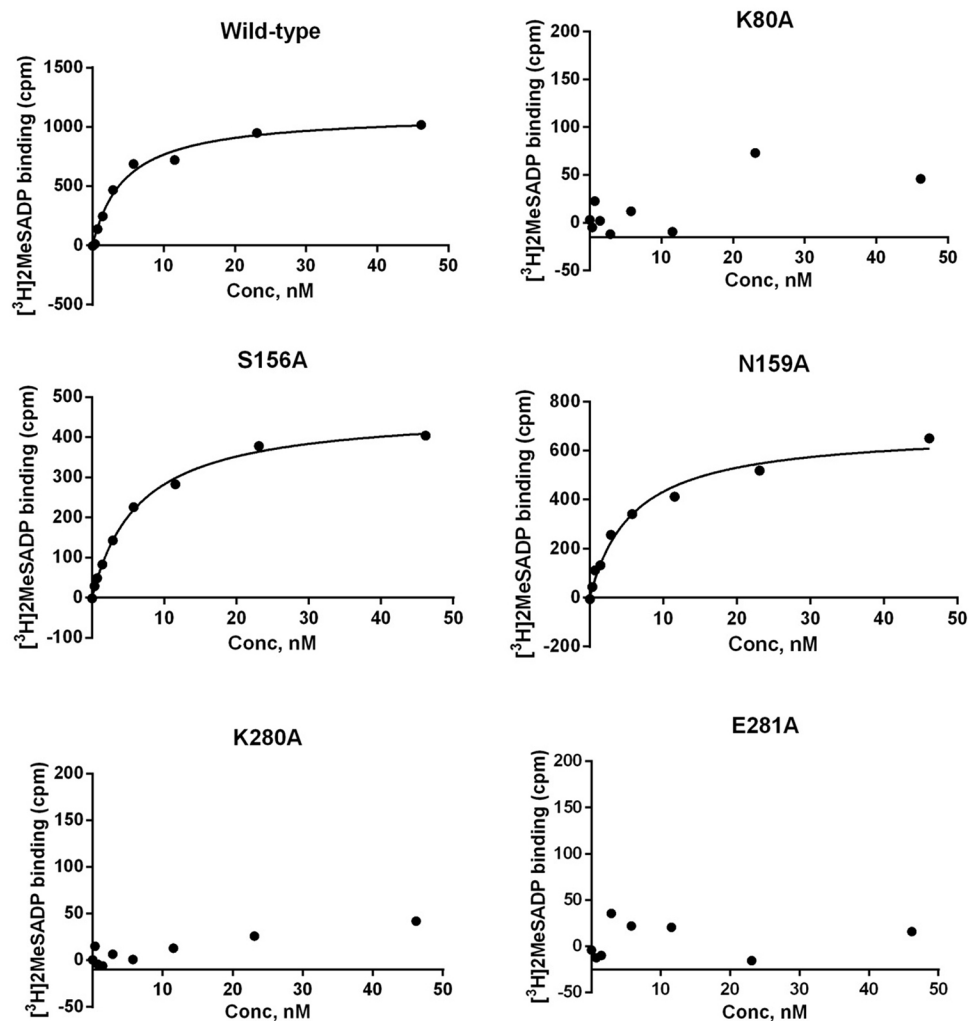 Wild-type
[³H]2MeSADP binding (cpm)
1500
1000
500
0
-500
0 10 20 30 40 50
Conc, nM
K80A
[³H]2MeSADP binding (cpm)
200
150
100
50
0
-50
10 20 30 40 50
Conc, nM
S156A
[³H]2MeSADP binding (cpm)
500
400
300
200
100
0
-100
0 10 20 30 40 50
Conc, nM
N159A
[³H]2MeSADP binding (cpm)
800
600
400
200
0
-200
0 10 20 30 40 50
Conc, nM
K280A
[³H]2MeSADP binding (cpm)
200
150
100
50
0
-50
10 20 30 40 50
Conc, nM
E281A
[³H]2MeSADP binding (cpm)
200
150
100
50
0
-50
10 20 30 40 50
Conc, nM